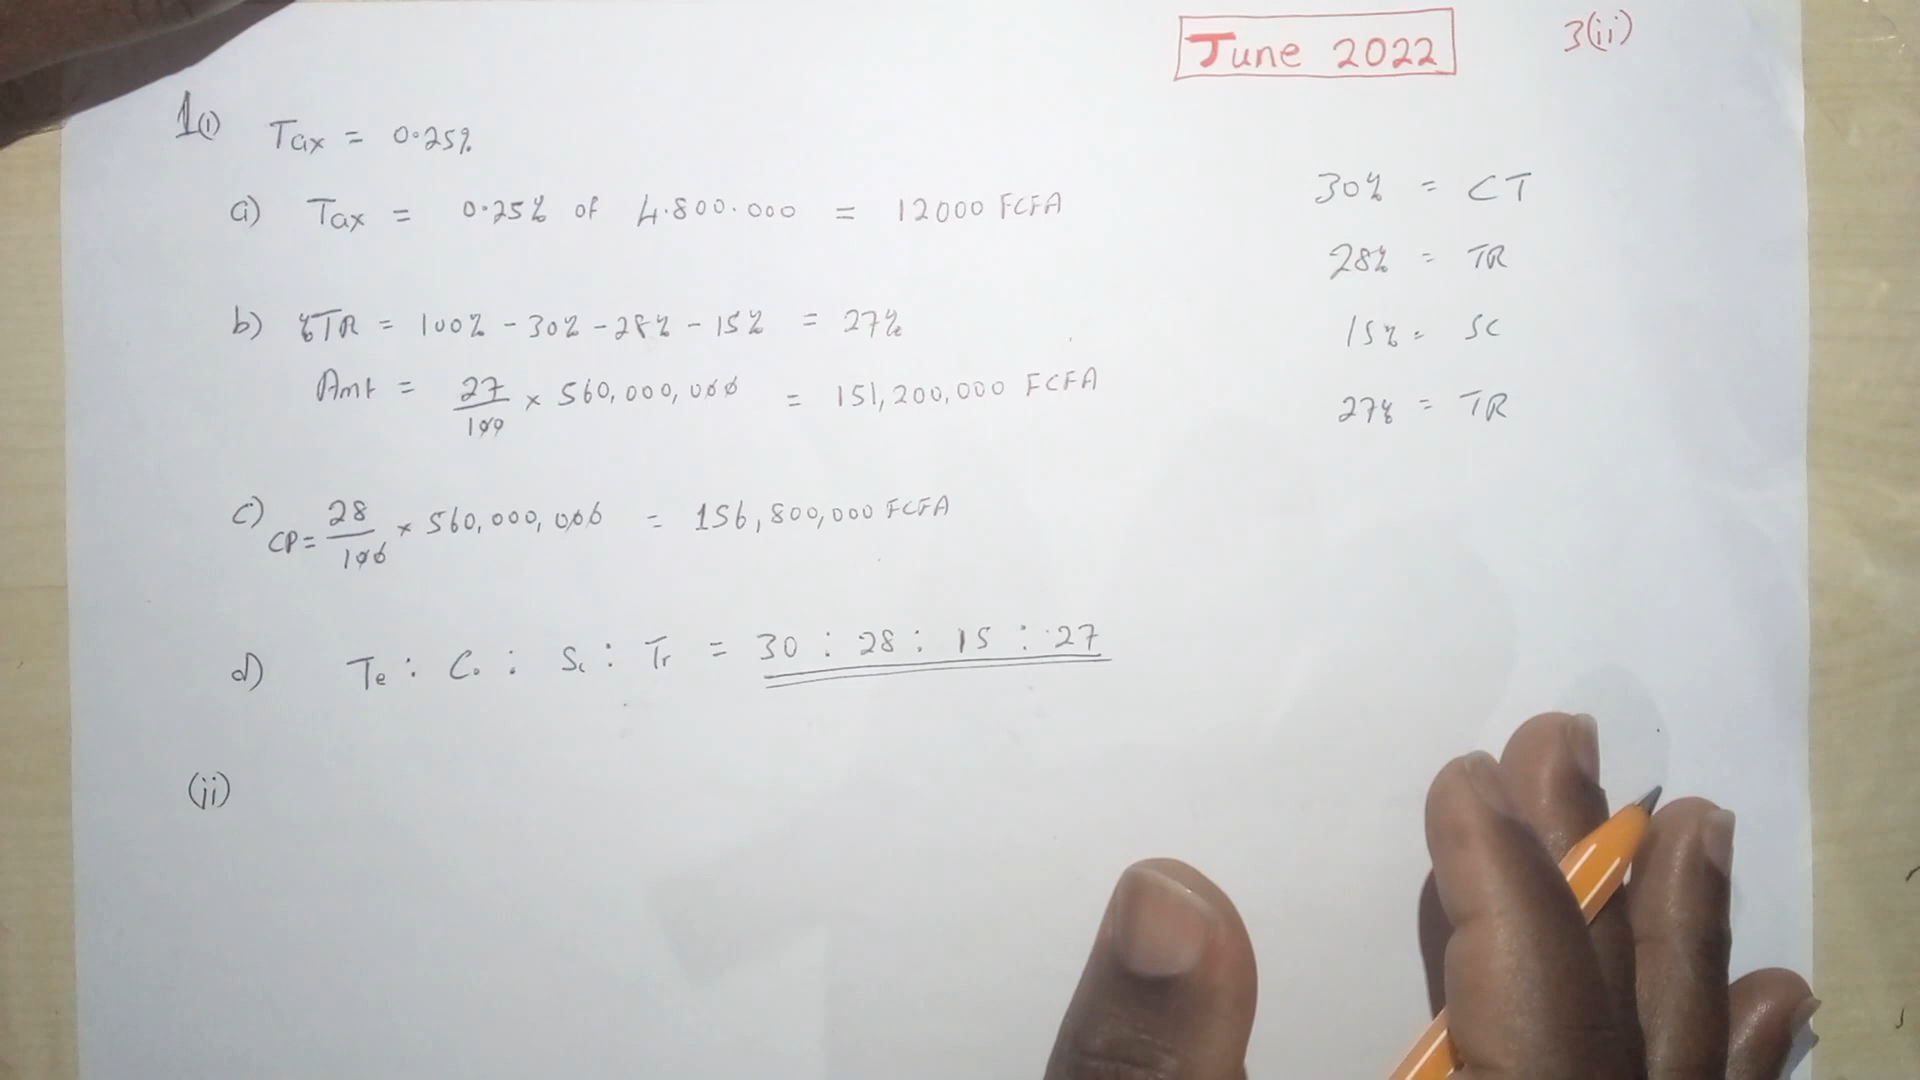 June 2022
3(ii)
1(i) Tax = 0.25%
a) Tax = 0.25% of 4.800.000 = 12000 FCFA
b) %TR = 100% - 30% - 28% - 15% = 27%
Amt = 27/100 × 560,000,000 = 151,200,000 FCFA
c) CP = 28/100 × 560,000,000 = 156,800,000 FCFA
d) Te : Co : Sc : Tr = 30 : 28 : 15 : 27
(ii)
30% = CT
28% = TR
15% = SC
27% = TR